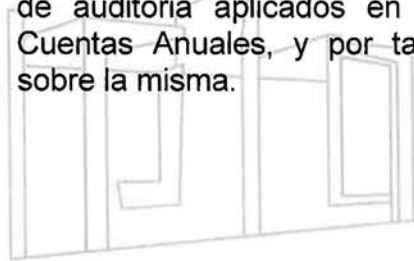 de auditoría aplicados en
Cuentas Anuales, y por ta
sobre la misma.